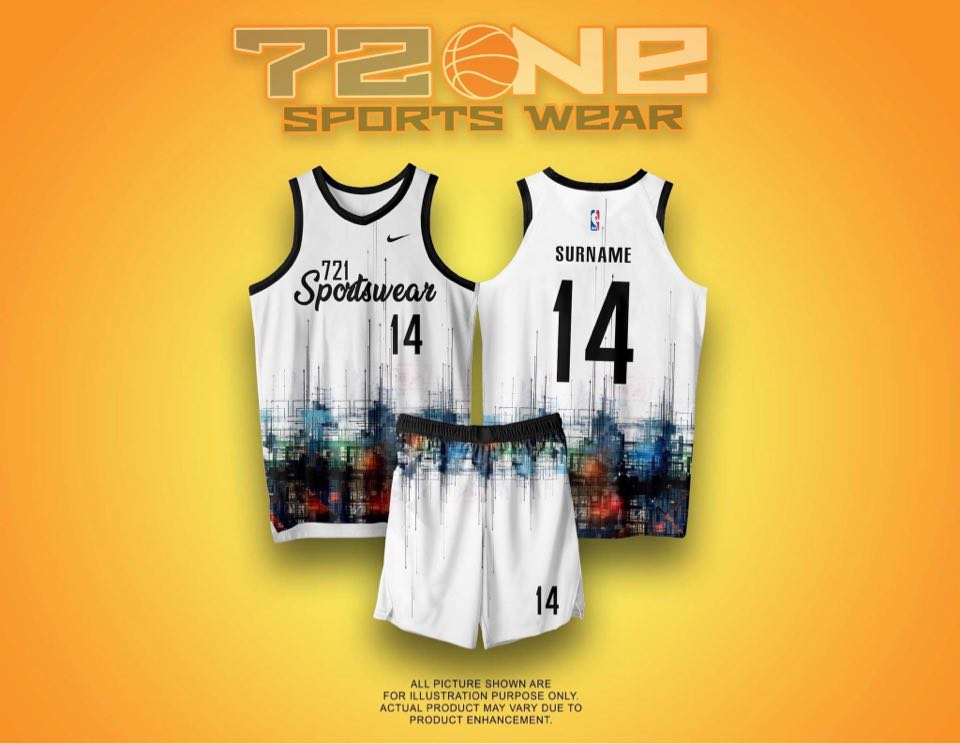 72ONE
SPORTS WEAR
721
Sportswear
14
SURNAME
14
14
ALL PICTURE SHOWN ARE
FOR ILLUSTRATION PURPOSE ONLY.
ACTUAL PRODUCT MAY VARY DUE TO
PRODUCT ENHANCEMENT.